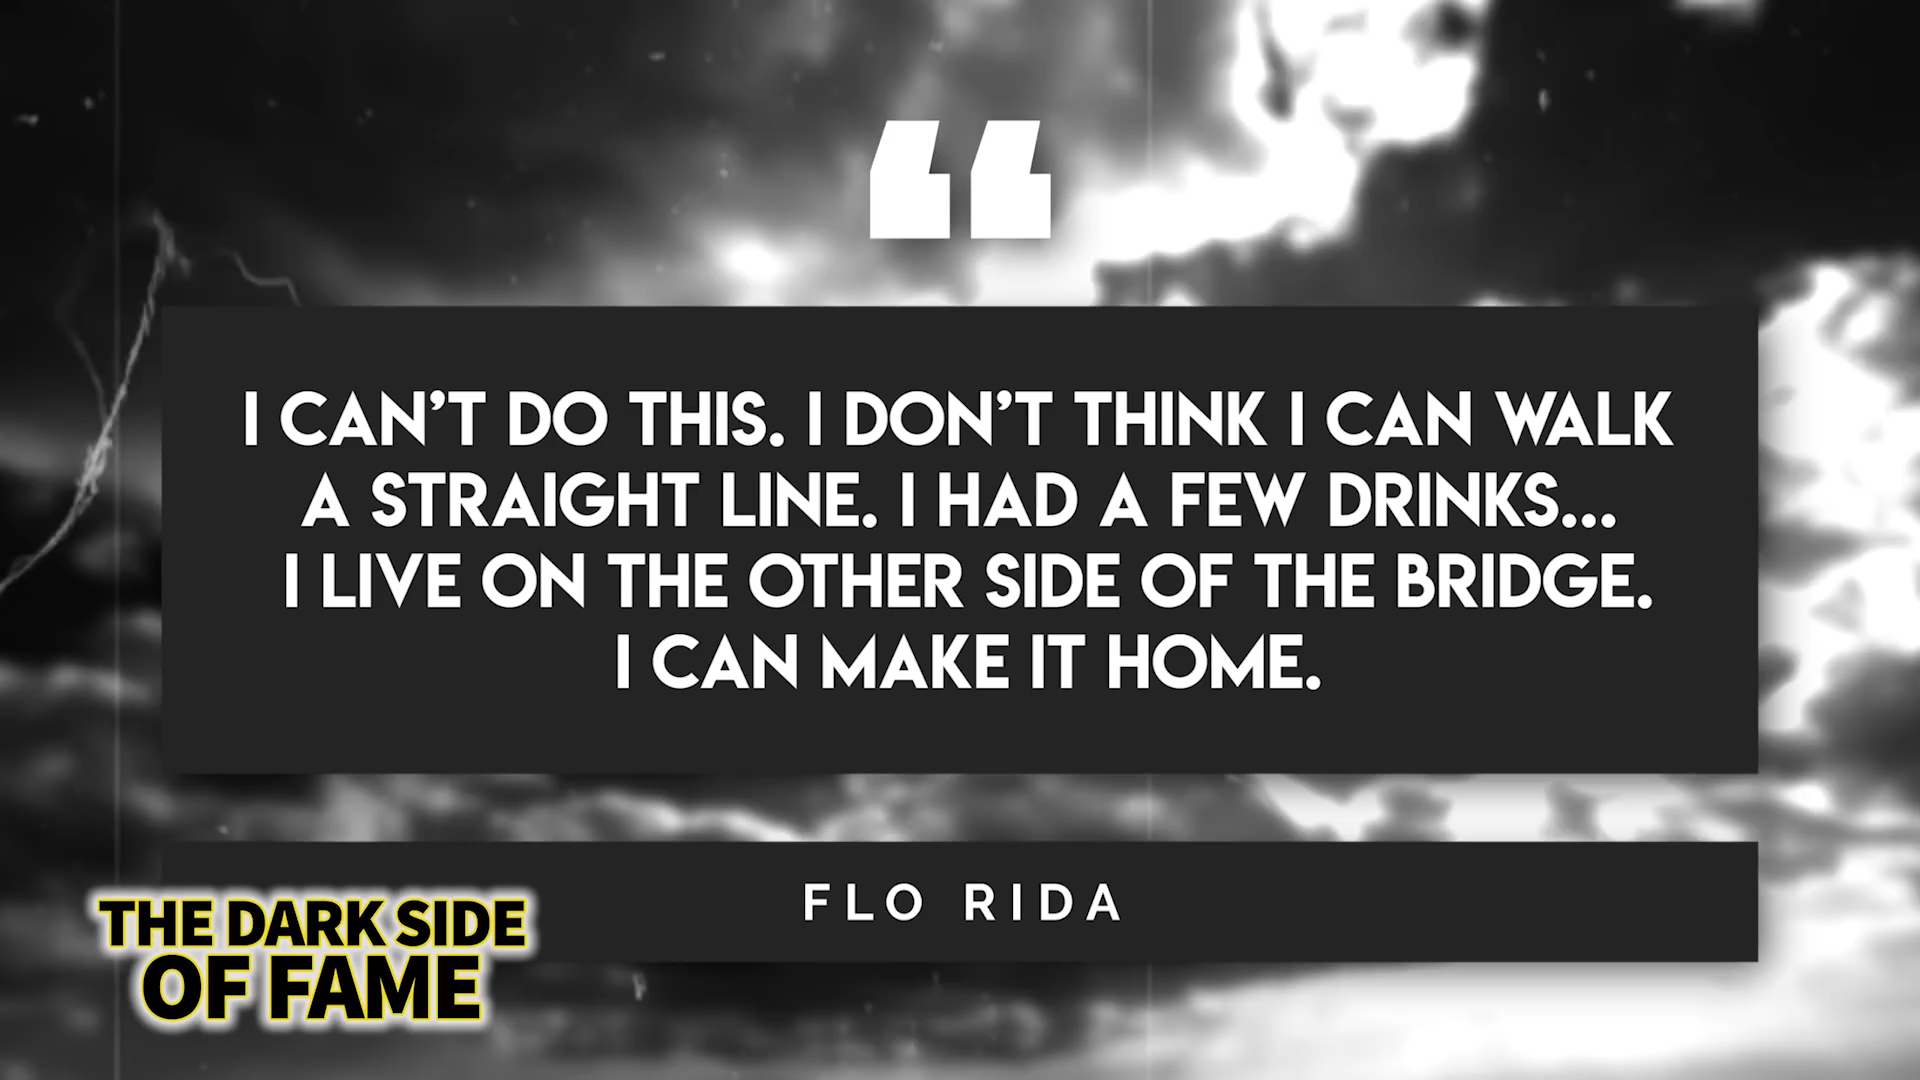 “
I CAN’T DO THIS. I DON’T THINK I CAN WALK
A STRAIGHT LINE. I HAD A FEW DRINKS...
I LIVE ON THE OTHER SIDE OF THE BRIDGE.
I CAN MAKE IT HOME.
FLO RIDA
THE DARK SIDE
OF FAME